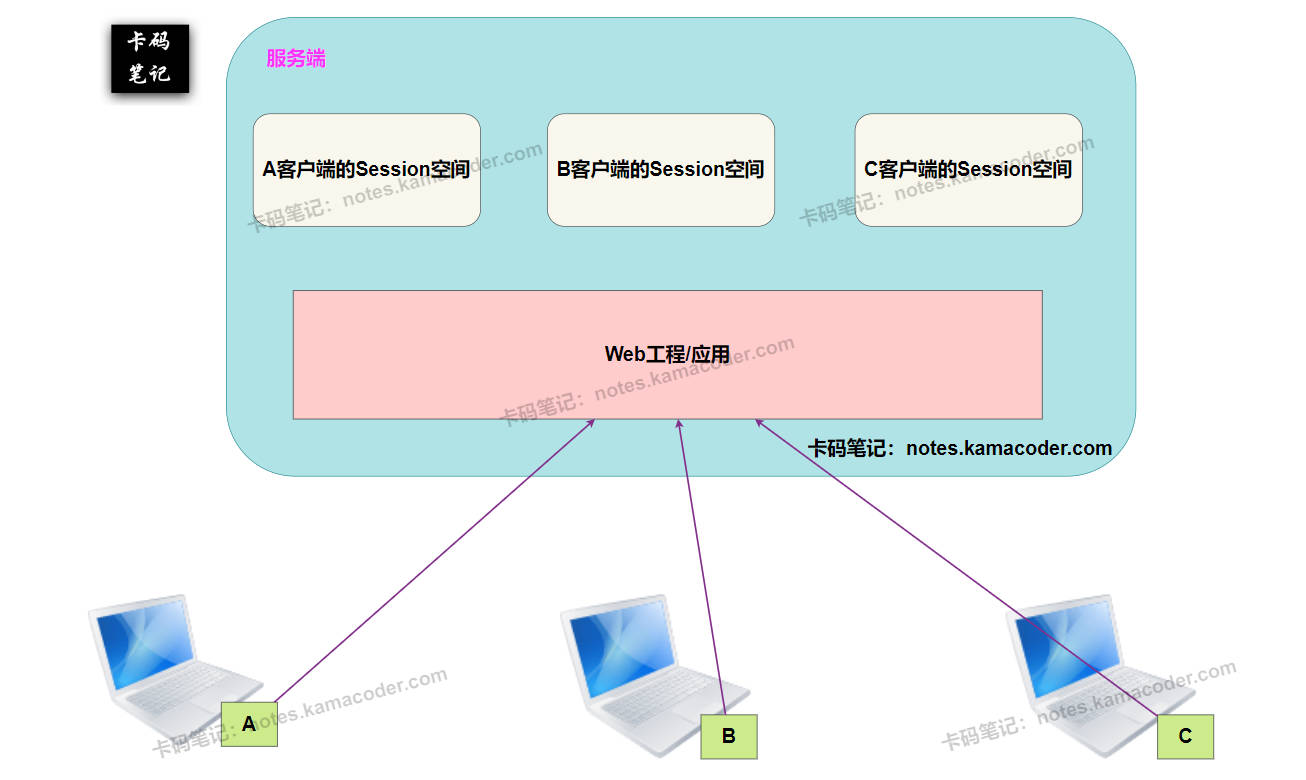 卡码
笔记
服务端
A客户端的Session空间
B客户端的Session空间
C客户端的Session空间
卡码笔记：notes.kamacoder.com
卡码笔记：notes.kamacoder.com
Web工程/应用
卡码笔记：notes.kamacoder.com
卡码笔记：notes.kamacoder.com
A
B
C
卡码笔记：notes.kamacoder.com
卡码笔记：notes.kamacoder.com